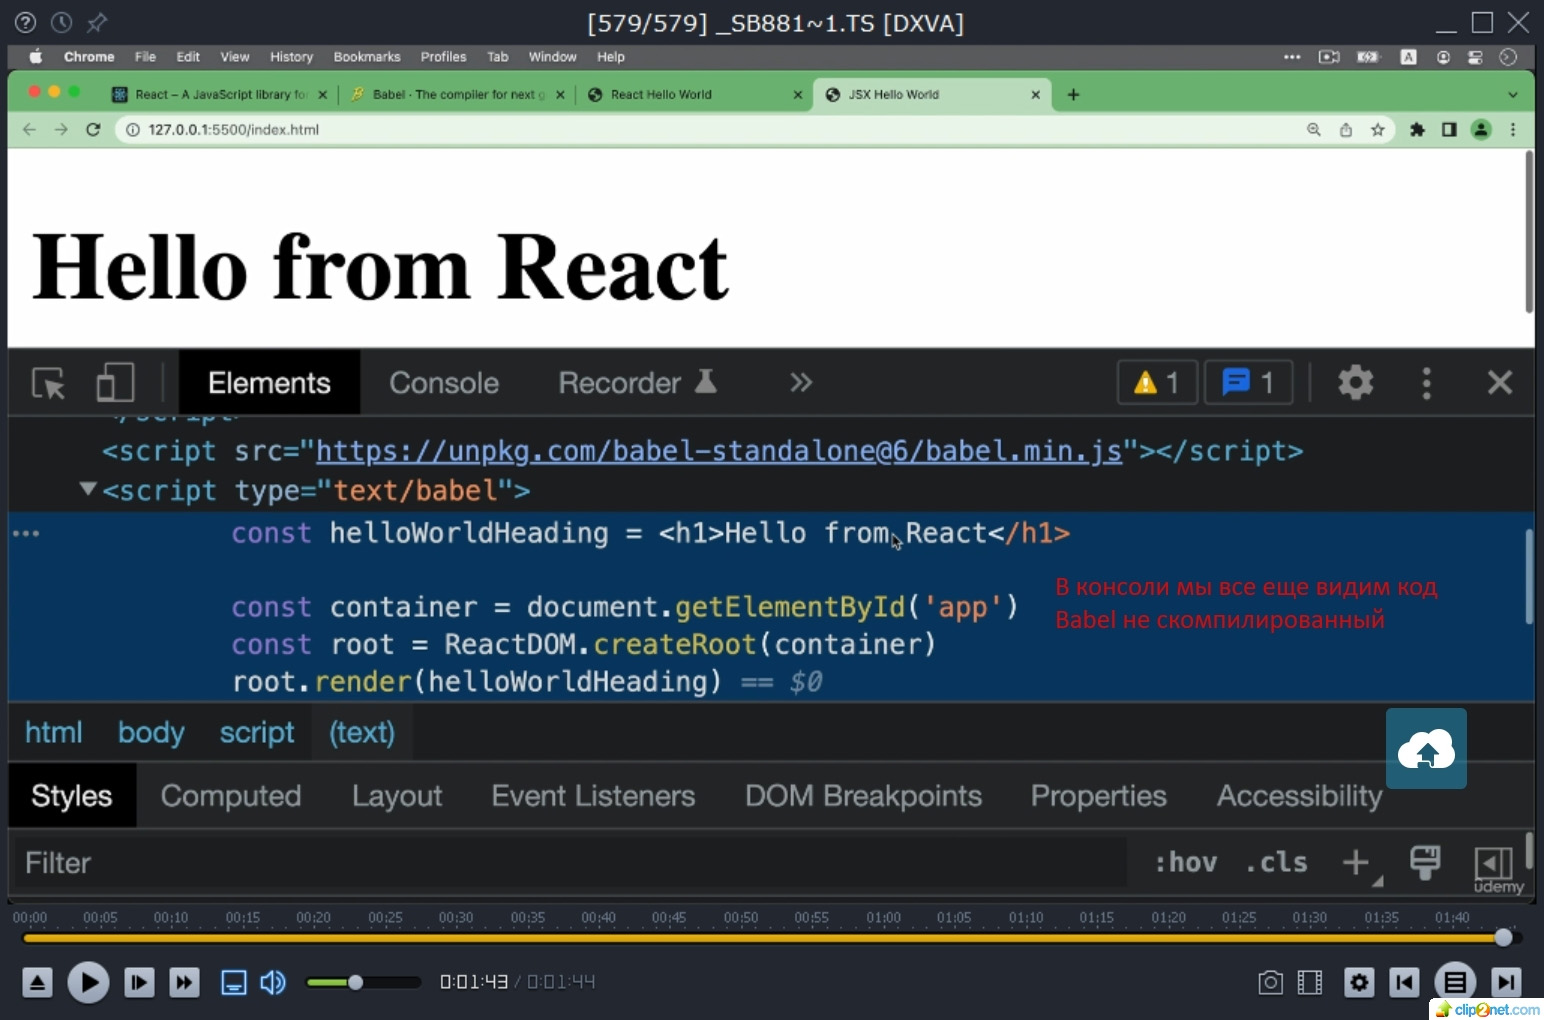 [579/579] _SB881~1.TS [DXVA]
Chrome File Edit View History Bookmarks Profiles Tab Window Help
React – A JavaScript library fo
Babel · The compiler for next g
React Hello World
JSX Hello World
127.0.0.1:5500/index.html
Hello from React
Elements Console Recorder 1 1
<script src="https://unpkg.com/babel-standalone@6/babel.min.js"></script>
<script type="text/babel">
const helloWorldHeading = <h1>Hello from React</h1>
const container = document.getElementById('app')
const root = ReactDOM.createRoot(container)
root.render(helloWorldHeading) == $0
В консоли мы все еще видим код
Babel не скомпилированный
html body script (text)
Styles Computed Layout Event Listeners DOM Breakpoints Properties Accessibility
Filter :hov .cls
udemy
00:00 00:05 00:10 00:15 00:20 00:25 00:30 00:35 00:40 00:45 00:50 00:55 01:00 01:05 01:10 01:15 01:20 01:25 01:30 01:35 01:40
0:01:43 / 0:01:44
clip2net.com